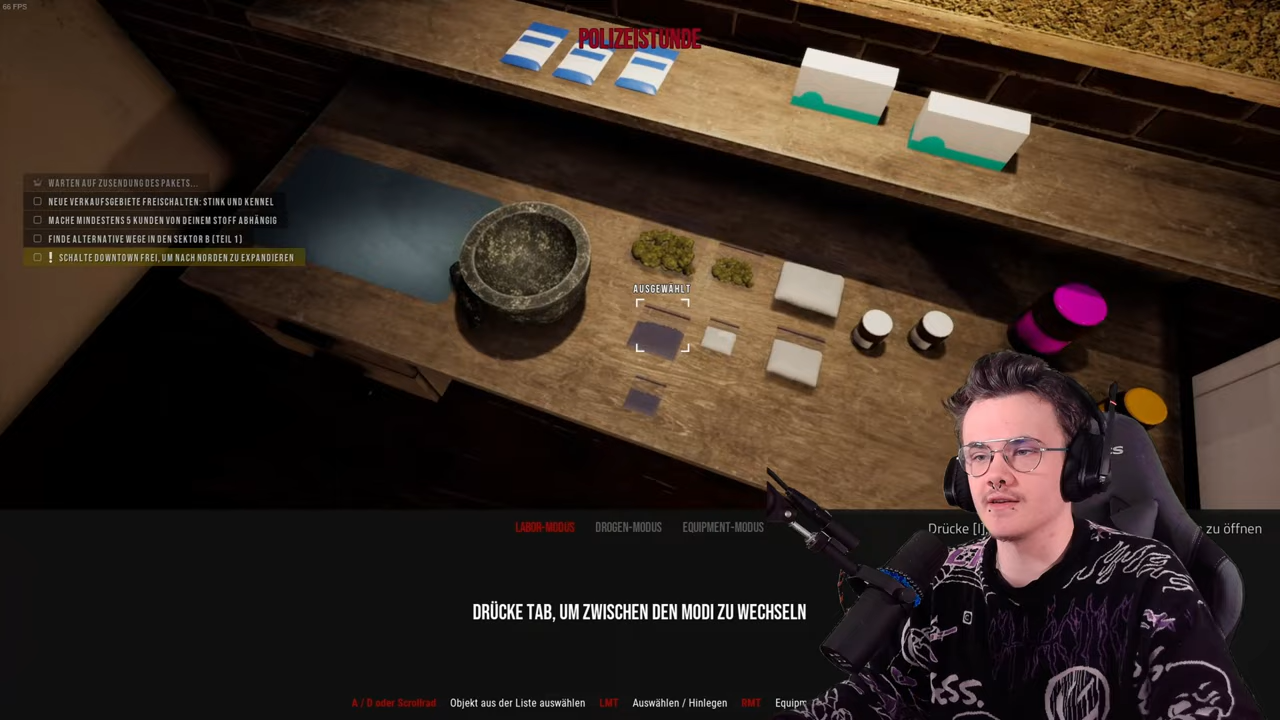 66 FPS
POLIZEISTUNDE
WARTEN AUF ZUSENDUNG DES PAKETS...
NEUE VERKAUFSGEBIETE FREISCHALTEN: STINK UND KENNEL
MACHE MINDESTENS 5 KUNDEN VON DEINEM STOFF ABHÄNGIG
FINDE ALTERNATIVE WEGE IN DEN SEKTOR B (TEIL 1)
! SCHALTE DOWNTOWN FREI, UM NACH NORDEN ZU EXPANDIEREN
AUSGEWÄHLT
LABOR-MODUS DROGEN-MODUS EQUIPMENT-MODUS
Drücke [I] zu öffnen
DRÜCKE TAB, UM ZWISCHEN DEN MODI ZU WECHSELN
A / D oder Scrollrad Objekt aus der Liste auswählen LMT Auswählen / Hinlegen RMT